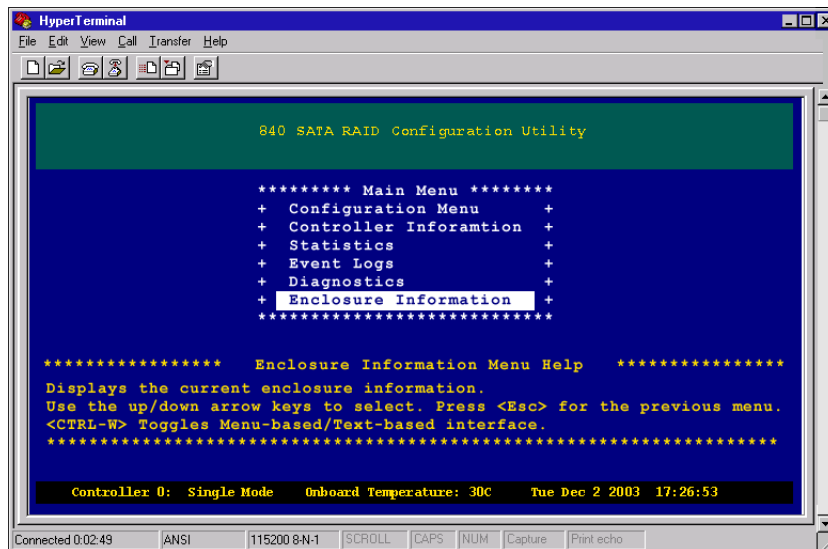 HyperTerminal
File Edit View Call Transfer Help
840 SATA RAID Configuration Utility
********* Main Menu ********
+ Configuration Menu +
+ Controller Inforamtion +
+ Statistics +
+ Event Logs +
+ Diagnostics +
+ Enclosure Information +
*****************************
***************** Enclosure Information Menu Help ****************
Displays the current enclosure information.
Use the up/down arrow keys to select. Press <Esc> for the previous menu.
<CTRL-W> Toggles Menu-based/Text-based interface.
************************************************************************
Controller 0: Single Mode Onboard Temperature: 30C Tue Dec 2 2003 17:26:53
Connected 0:02:49 ANSI 115200 8-N-1 SCROLL CAPS NUM Capture Print echo